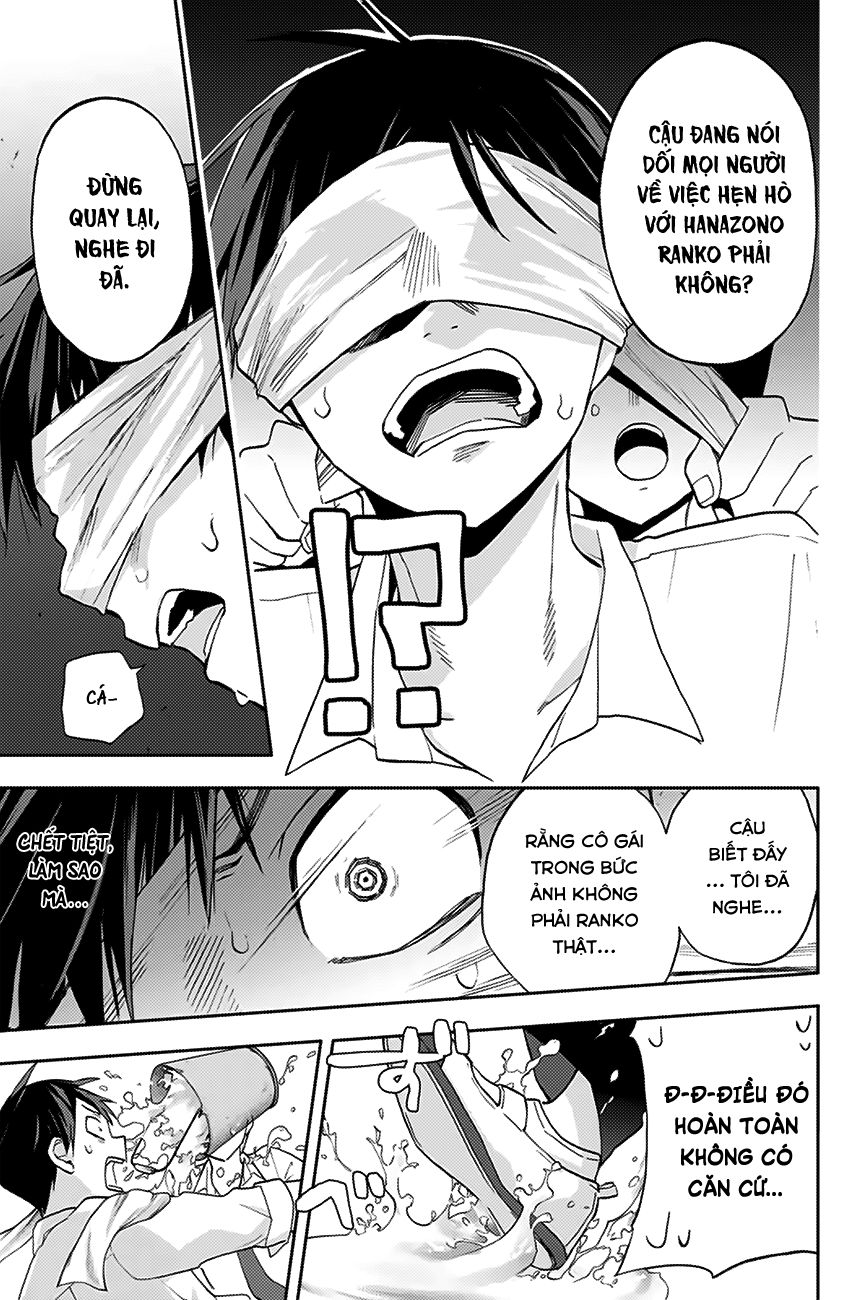 CẬU ĐANG NÓI
DỐI MỌI NGƯỜI
VỀ VIỆC HẸN HÒ
VỚI HANAZONO
RANKO PHẢI
KHÔNG?
!?
ĐỪNG
QUAY LẠI,
NGHE ĐI
ĐÃ.
CÁ-
CẬU
BIẾT ĐẤY
... TÔI ĐÃ
NGHE...
RẰNG CÔ GÁI
TRONG BỨC
ẢNH KHÔNG
PHẢI RANKO
THẬT...
CHẾT TIỆT,
LÀM SAO
MÀ...
Đ-Đ-ĐIỀU ĐÓ
HOÀN TOÀN
KHÔNG CÓ
CĂN CỨ...